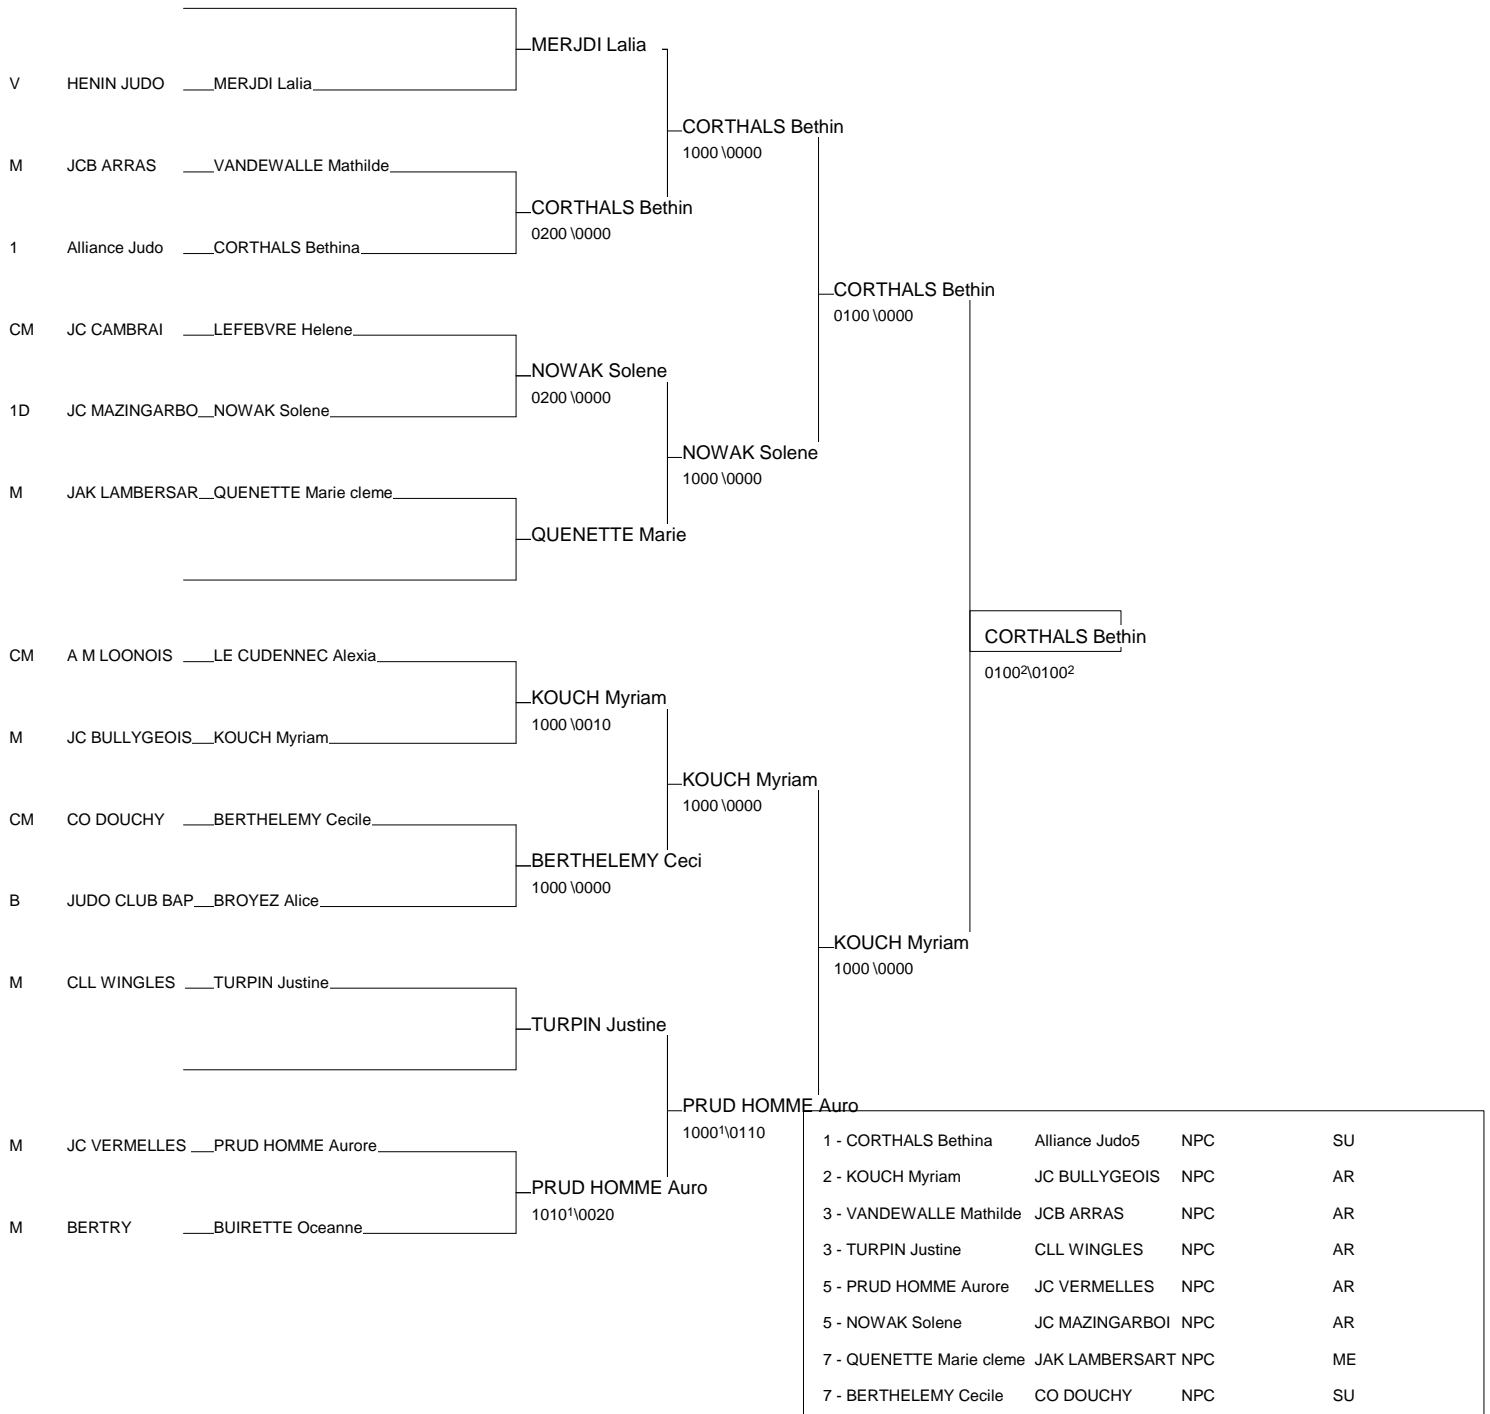 MERJDI Lalia
V HENIN JUDO MERJDI Lalia
CORTHALS Bethin
1000 \0000
M JCB ARRAS VANDEWALLE Mathilde
CORTHALS Bethin
0200 \0000
1 Alliance Judo CORTHALS Bethina
CORTHALS Bethin
0100 \0000
CM JC CAMBRAI LEFEBVRE Helene
NOWAK Solene
0200 \0000
1D JC MAZINGARBO NOWAK Solene
NOWAK Solene
1000 \0000
M JAK LAMBERSAR QUENETTE Marie cleme
QUENETTE Marie
CORTHALS Bethin
0100²\0100²
CM A M LOONOIS LE CUDENNEC Alexia
KOUCH Myriam
1000 \0010
M JC BULLYGEOIS KOUCH Myriam
KOUCH Myriam
1000 \0000
CM CO DOUCHY BERTHELEMY Cecile
BERTHELEMY Ceci
1000 \0000
B JUDO CLUB BAP BROYEZ Alice
KOUCH Myriam
1000 \0000
M CLL WINGLES TURPIN Justine
TURPIN Justine
PRUD HOMME Auro
1000¹\0110
M JC VERMELLES PRUD HOMME Aurore
PRUD HOMME Auro
1010¹\0020
M BERTRY BUIRETTE Oceanne
1 - CORTHALS Bethina Alliance Judo5 NPC SU
2 - KOUCH Myriam JC BULLYGEOIS NPC AR
3 - VANDEWALLE Mathilde JCB ARRAS NPC AR
3 - TURPIN Justine CLL WINGLES NPC AR
5 - PRUD HOMME Aurore JC VERMELLES NPC AR
5 - NOWAK Solene JC MAZINGARBOI NPC AR
7 - QUENETTE Marie cleme JAK LAMBERSART NPC ME
7 - BERTHELEMY Cecile CO DOUCHY NPC SU